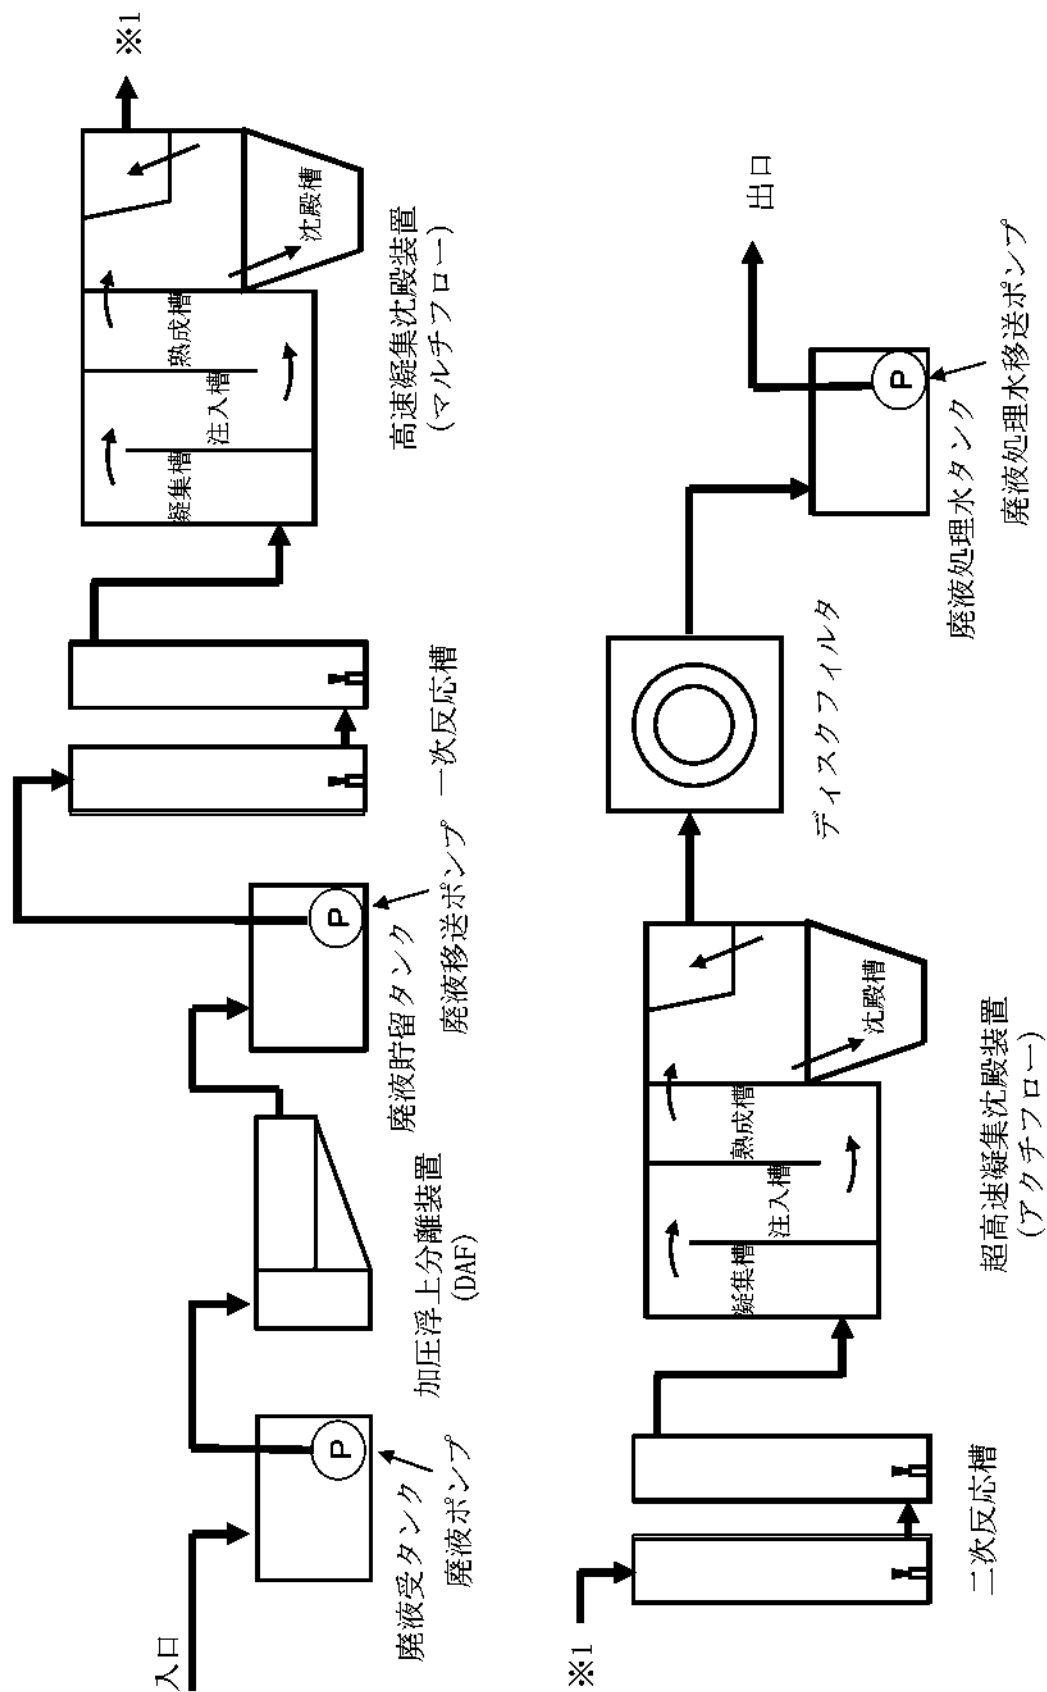 入口
P
廃液受タンク
廃液ポンプ
加圧浮上分離装置
(DAF)
P
廃液貯留タンク
廃液移送ポンプ
一次反応槽
凝集槽
注入槽
熟成槽
沈殿槽
高速凝集沈殿装置
(マルチフロー)
※1
※1
二次反応槽
凝集槽
注入槽
熟成槽
沈殿槽
超高速凝集沈殿装置
(アクチフロー)
ディスクフィルタ
P
廃液処理水タンク
廃液処理水移送ポンプ
出口